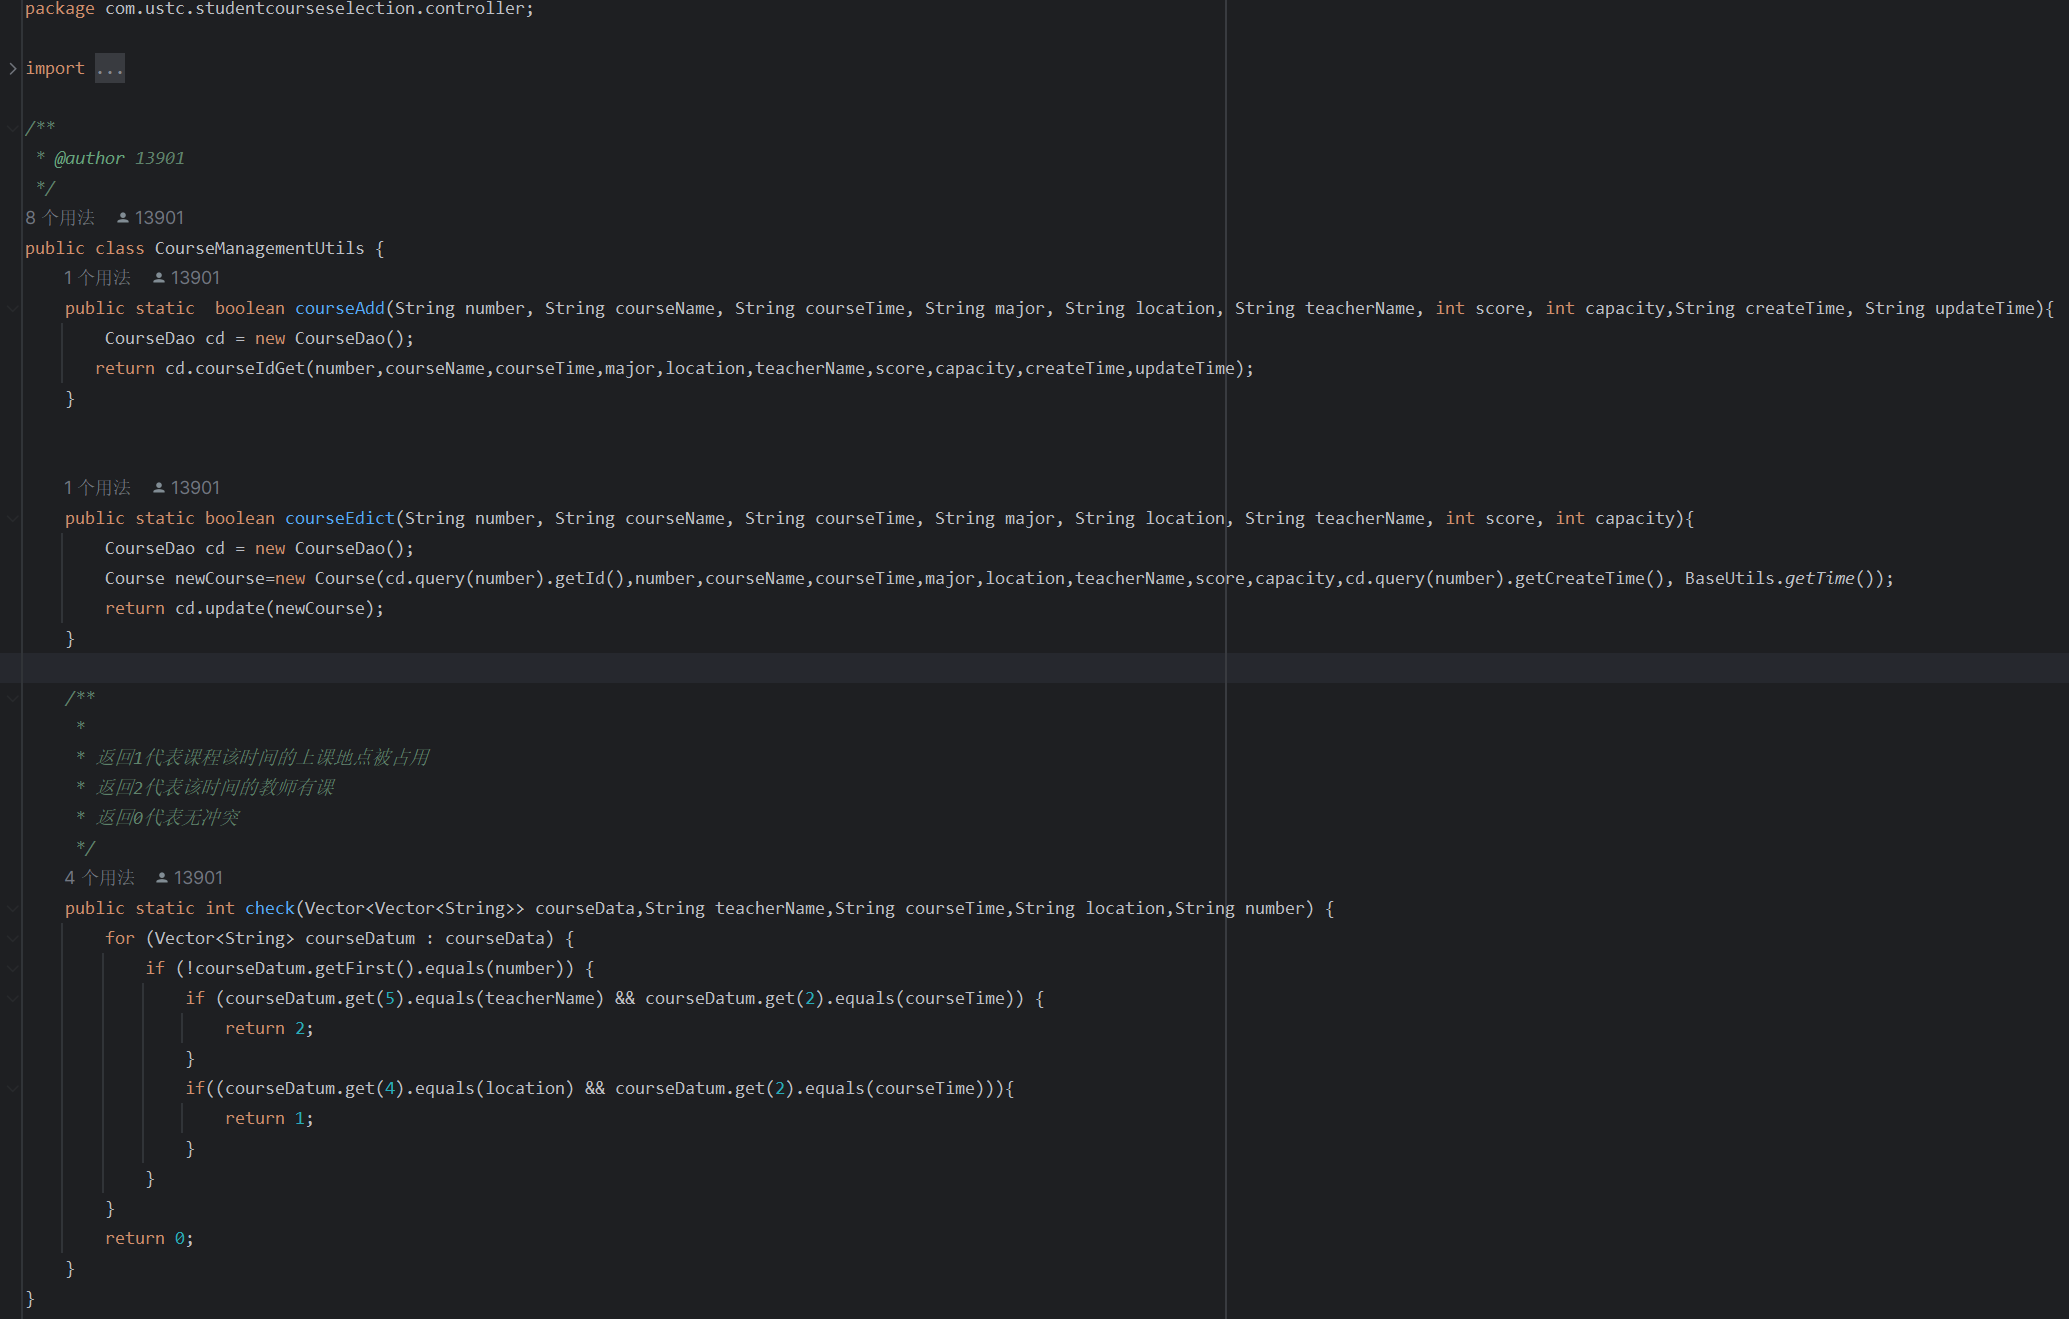 package com.ustc.studentcourseselection.controller;
import ...
/**
* @author 13901
*/
8 个用法 13901
public class CourseManagementUtils {
1 个用法 13901
public static  boolean courseAdd(String number, String courseName, String courseTime, String major, String location, String teacherName, int score, int capacity,String createTime, String updateTime){
CourseDao cd = new CourseDao();
return cd.courseIdGet(number,courseName,courseTime,major,location,teacherName,score,capacity,createTime,updateTime);
}
1 个用法 13901
public static boolean courseEdict(String number, String courseName, String courseTime, String major, String location, String teacherName, int score, int capacity){
CourseDao cd = new CourseDao();
Course newCourse=new Course(cd.query(number).getId(),number,courseName,courseTime,major,location,teacherName,score,capacity,cd.query(number).getCreateTime(), BaseUtils.getTime());
return cd.update(newCourse);
}
/**
*
* 返回1代表课程该时间的上课地点被占用
* 返回2代表该时间的教师有课
* 返回0代表无冲突
*/
4 个用法 13901
public static int check(Vector<Vector<String>> courseData,String teacherName,String courseTime,String location,String number) {
for (Vector<String> courseDatum : courseData) {
if (!courseDatum.getFirst().equals(number)) {
if (courseDatum.get(5).equals(teacherName) && courseDatum.get(2).equals(courseTime)) {
return 2;
}
if((courseDatum.get(4).equals(location) && courseDatum.get(2).equals(courseTime))){
return 1;
}
}
}
return 0;
}
}